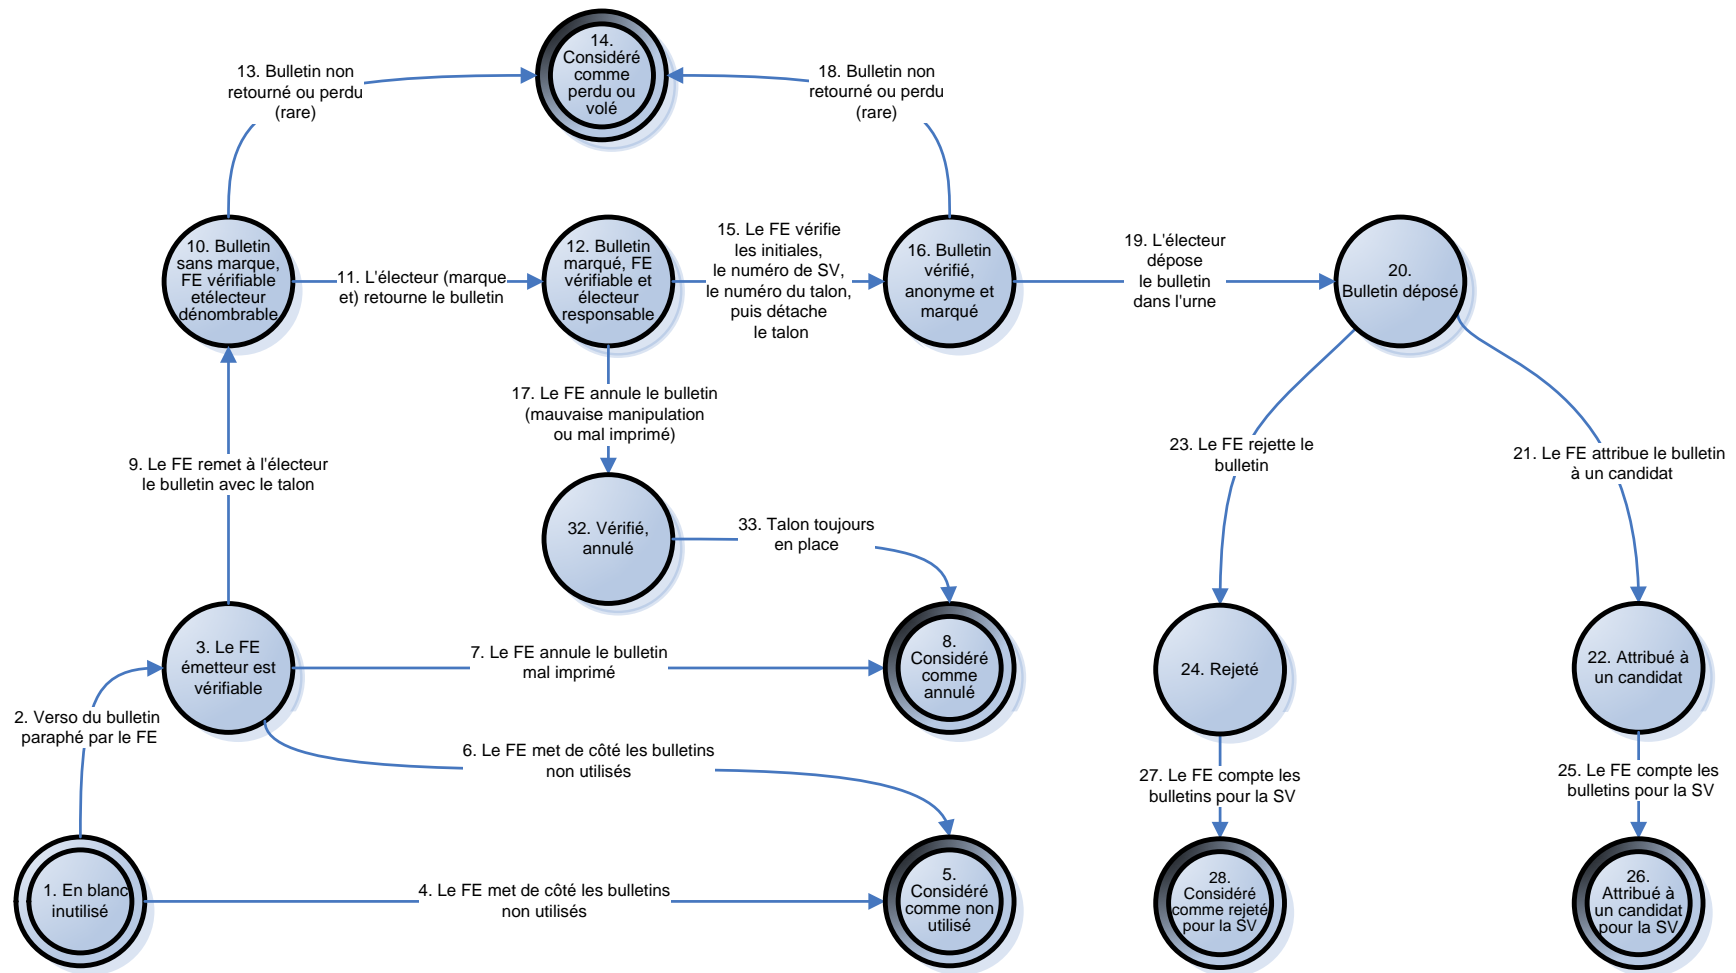 14.
Considéré
comme
perdu ou
volé
13. Bulletin non
retourné ou perdu
(rare)
18. Bulletin non
retourné ou perdu
(rare)
10. Bulletin
sans marque,
FE vérifiable
etélecteur
dénombrable
11. L'électeur (marque
et) retourne le bulletin
12. Bulletin
marqué, FE
vérifiable et
électeur
responsable
15. Le FE vérifie
les initiales,
le numéro de SV,
le numéro du talon,
puis détache
le talon
16. Bulletin
vérifié,
anonyme et
marqué
19. L'électeur
dépose
le bulletin
dans l'urne
20.
Bulletin déposé
17. Le FE annule le bulletin
(mauvaise manipulation
ou mal imprimé)
9. Le FE remet à l'électeur
le bulletin avec le talon
23. Le FE rejette le
bulletin
21. Le FE attribue le bulletin
à un candidat
32. Vérifié,
annulé
33. Talon toujours
en place
3. Le FE
émetteur est
vérifiable
7. Le FE annule le bulletin
mal imprimé
8.
Considéré
comme
annulé
24. Rejeté
22. Attribué à
un candidat
2. Verso du bulletin
paraphé par le FE
6. Le FE met de côté les bulletins
non utilisés
27. Le FE compte les
bulletins pour la SV
25. Le FE compte les
bulletins pour la SV
1. En blanc
inutilisé
4. Le FE met de côté les bulletins
non utilisés
5.
Considéré
comme non
utilisé
28.
Considéré
comme rejeté
pour la SV
26.
Attribué à
un candidat
pour la SV